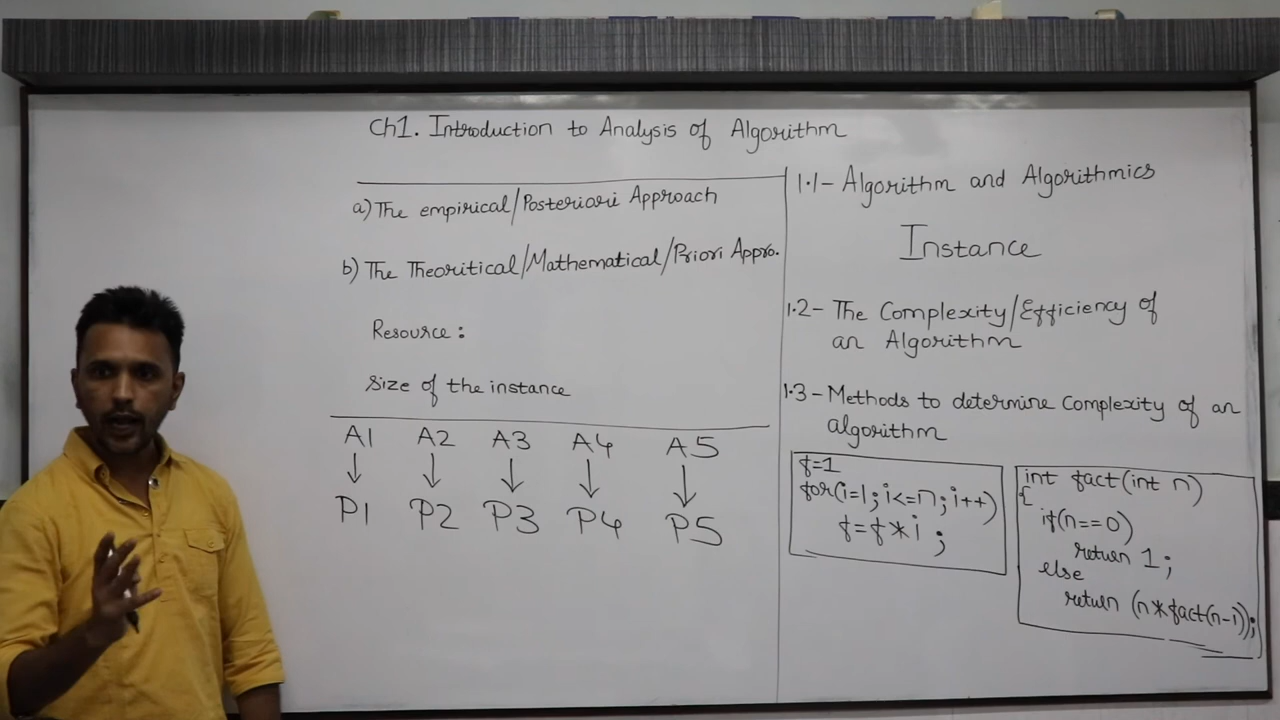 Ch1. Introduction to Analysis of Algorithm
a) The empirical/Posteriori Approach
b) The Theoritical/Mathematical/Priori Appro.
Resource:
Size of the instance
A1 A2 A3 A4 A5
↓ ↓ ↓ ↓ ↓
P1 P2 P3 P4 P5
1.1- Algorithm and Algorithmics
Instance
1.2- The Complexity/Efficiency of
an Algorithm
1.3- Methods to determine Complexity of an
algorithm
f=1
for(i=1; i<=n; i++)
f=f*i;
int fact(int n)
{
if(n==0)
return 1;
else
return (n*fact(n-1));